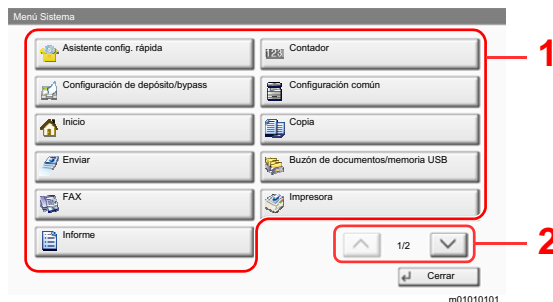 Menú Sistema
Asistente config. rápida
Contador
Configuración de depósito/bypass
Configuración común
Inicio
Copia
Enviar
Buzón de documentos/memoria USB
FAX
Impresora
Informe
1/2
Cerrar
1
2
m01010101